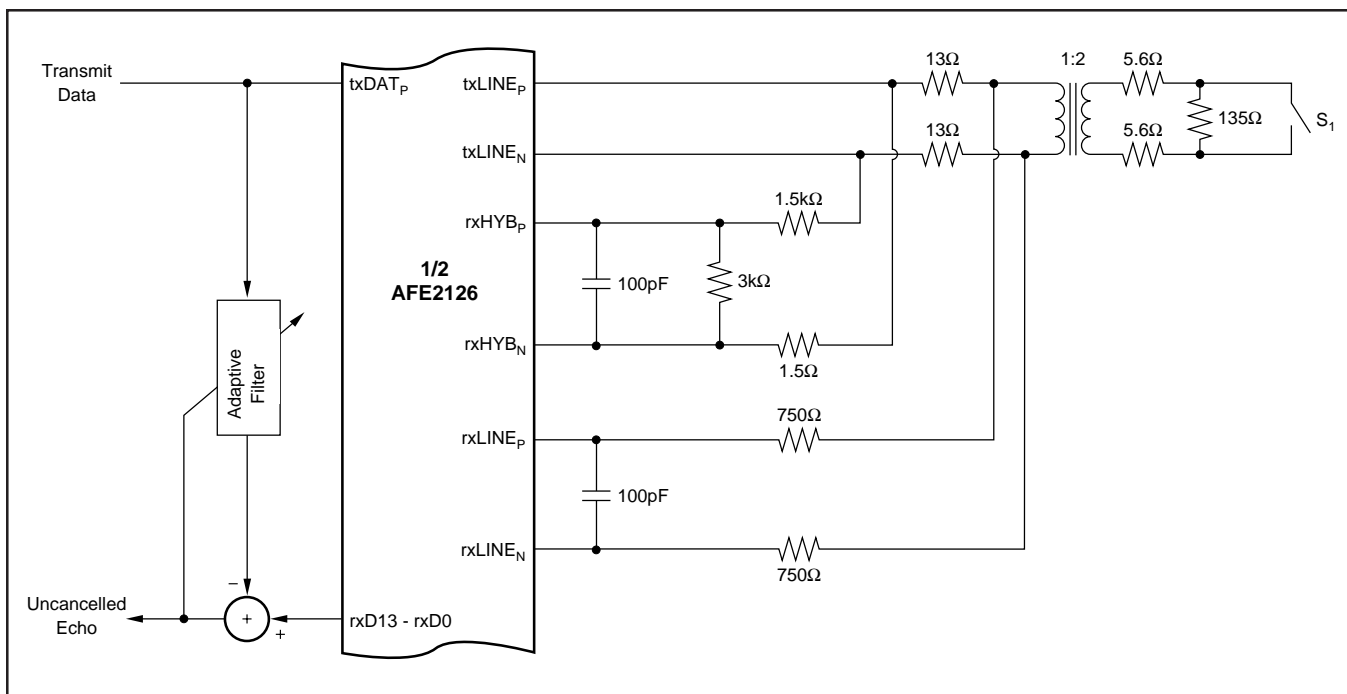 Transmit
Data
txDATP
txLINEP
13Ω
1:2
5.6Ω
135Ω
S1
txLINEN
13Ω
5.6Ω
rxHYBP
1.5kΩ
1/2
AFE2126
100pF
3kΩ
rxHYBN
1.5Ω
Adaptive
Filter
rxLINEP
750Ω
100pF
rxLINEN
750Ω
Uncancelled
Echo
–
+
+
rxD13 - rxD0